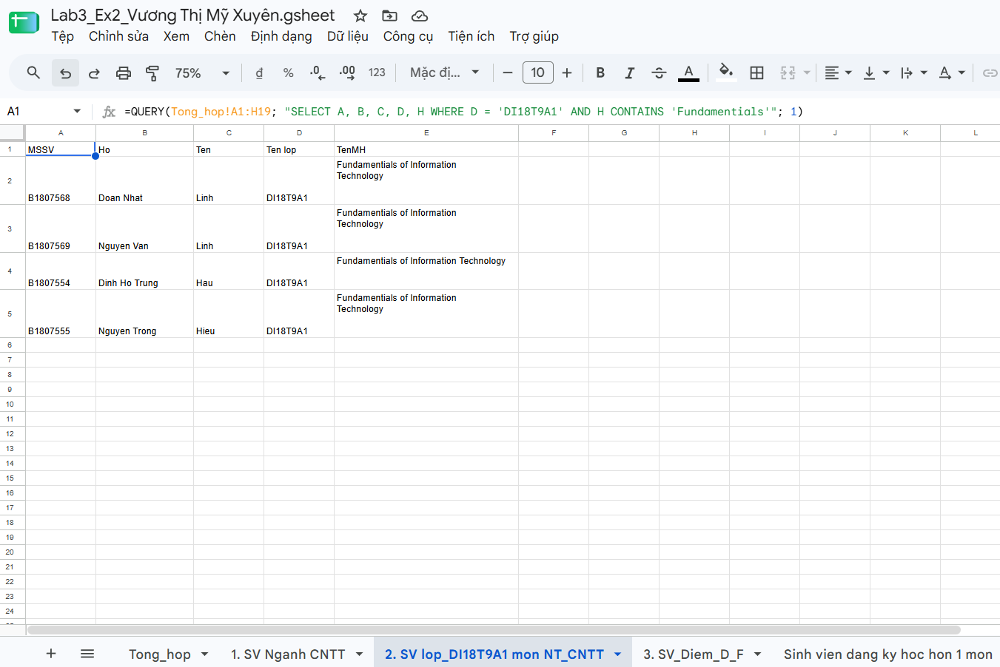 Lab3_Ex2_Vương Thị Mỹ Xuyên.gsheet
Tệp Chỉnh sửa Xem Chèn Định dạng Dữ liệu Công cụ Tiện ích Trợ giúp
75% đ % .0 .00 123 Mặc đị... 10 B I A A
A1 fx =QUERY(Tong_hop!A1:H19; "SELECT A, B, C, D, H WHERE D = 'DI18T9A1' AND H CONTAINS 'Fundamentials'"; 1)
A B C D E F G H I J K L
1 MSSV Ho Ten Ten lop TenMH
2 B1807568 Doan Nhat Linh DI18T9A1 Fundamentials of Information
Technology
3 B1807569 Nguyen Van Linh DI18T9A1 Fundamentials of Information
Technology
4 B1807554 Dinh Ho Trung Hau DI18T9A1 Fundamentials of Information Technology
5 B1807555 Nguyen Trong Hieu DI18T9A1 Fundamentials of Information
Technology
6
7
8
9
10
11
12
13
14
15
16
17
18
19
20
21
22
23
24
Tong_hop 1. SV Nganh CNTT 2. SV lop_DI18T9A1 mon NT_CNTT 3. SV_Diem_D_F Sinh vien dang ky hoc hon 1 mon